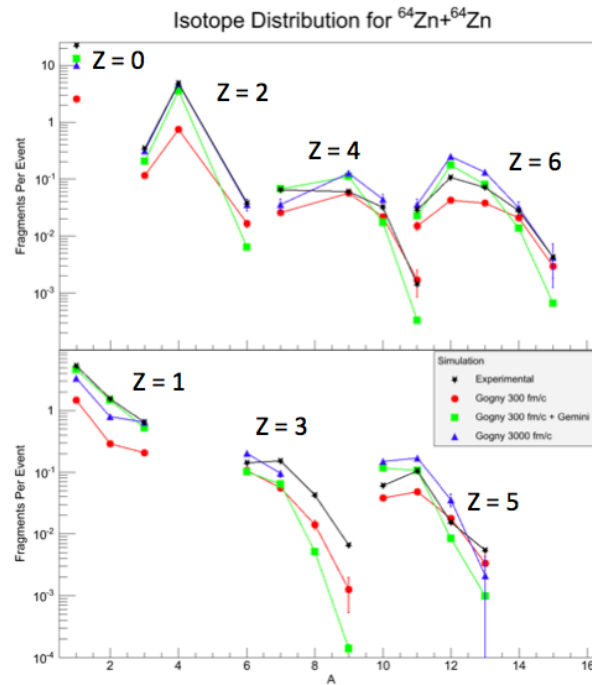 Isotope Distribution for ⁶⁴Zn+⁶⁴Zn
Fragments Per Event
10
1
10⁻¹
10⁻²
10⁻³
Z = 0
Z = 2
Z = 4
Z = 6
Fragments Per Event
1
10⁻¹
10⁻²
10⁻³
10⁻⁴
Z = 1
Z = 3
Z = 5
Simulation
Experimental
Gogny 300 fm/c
Gogny 300 fm/c + Gemini
Gogny 3000 fm/c
2 4 6 8 10 12 14 16
A